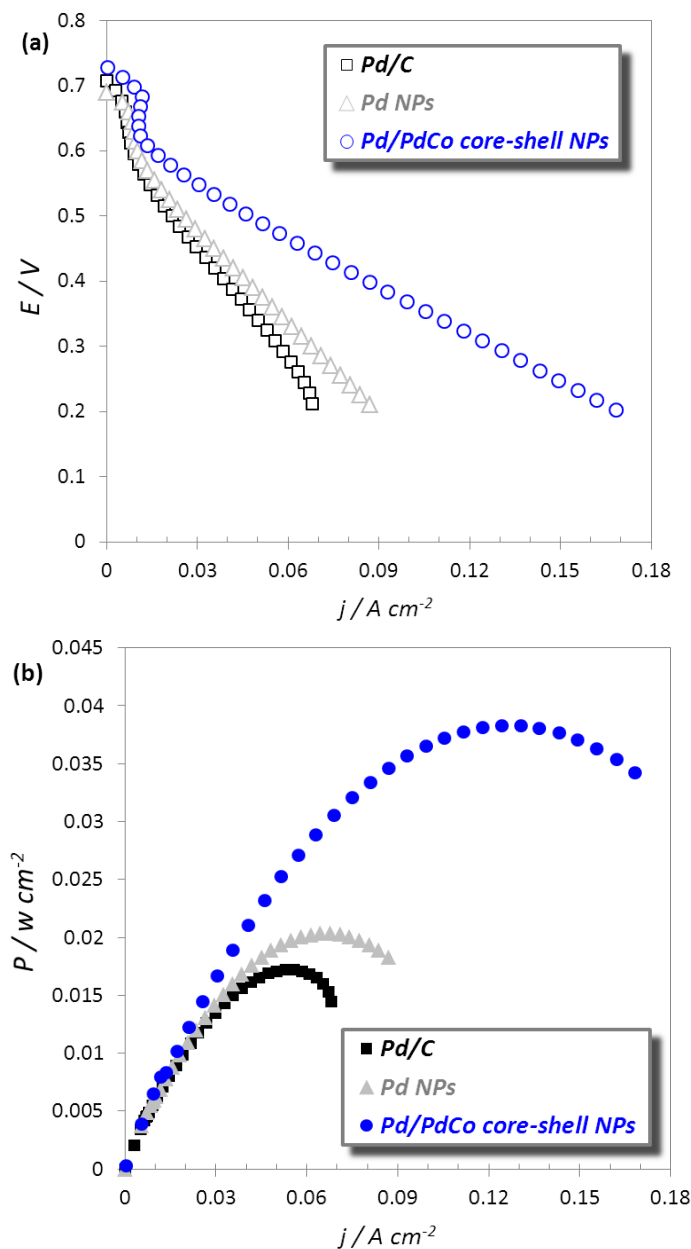 (a)
Pd/C
Pd NPs
Pd/PdCo core-shell NPs
E / V
0.8
0.7
0.6
0.5
0.4
0.3
0.2
0.1
0
0 0.03 0.06 0.09 0.12 0.15 0.18
j / A cm⁻²
(b)
P / w cm⁻²
0.045
0.04
0.035
0.03
0.025
0.02
0.015
0.01
0.005
0
Pd/C
Pd NPs
Pd/PdCo core-shell NPs
0 0.03 0.06 0.09 0.12 0.15 0.18
j / A cm⁻²